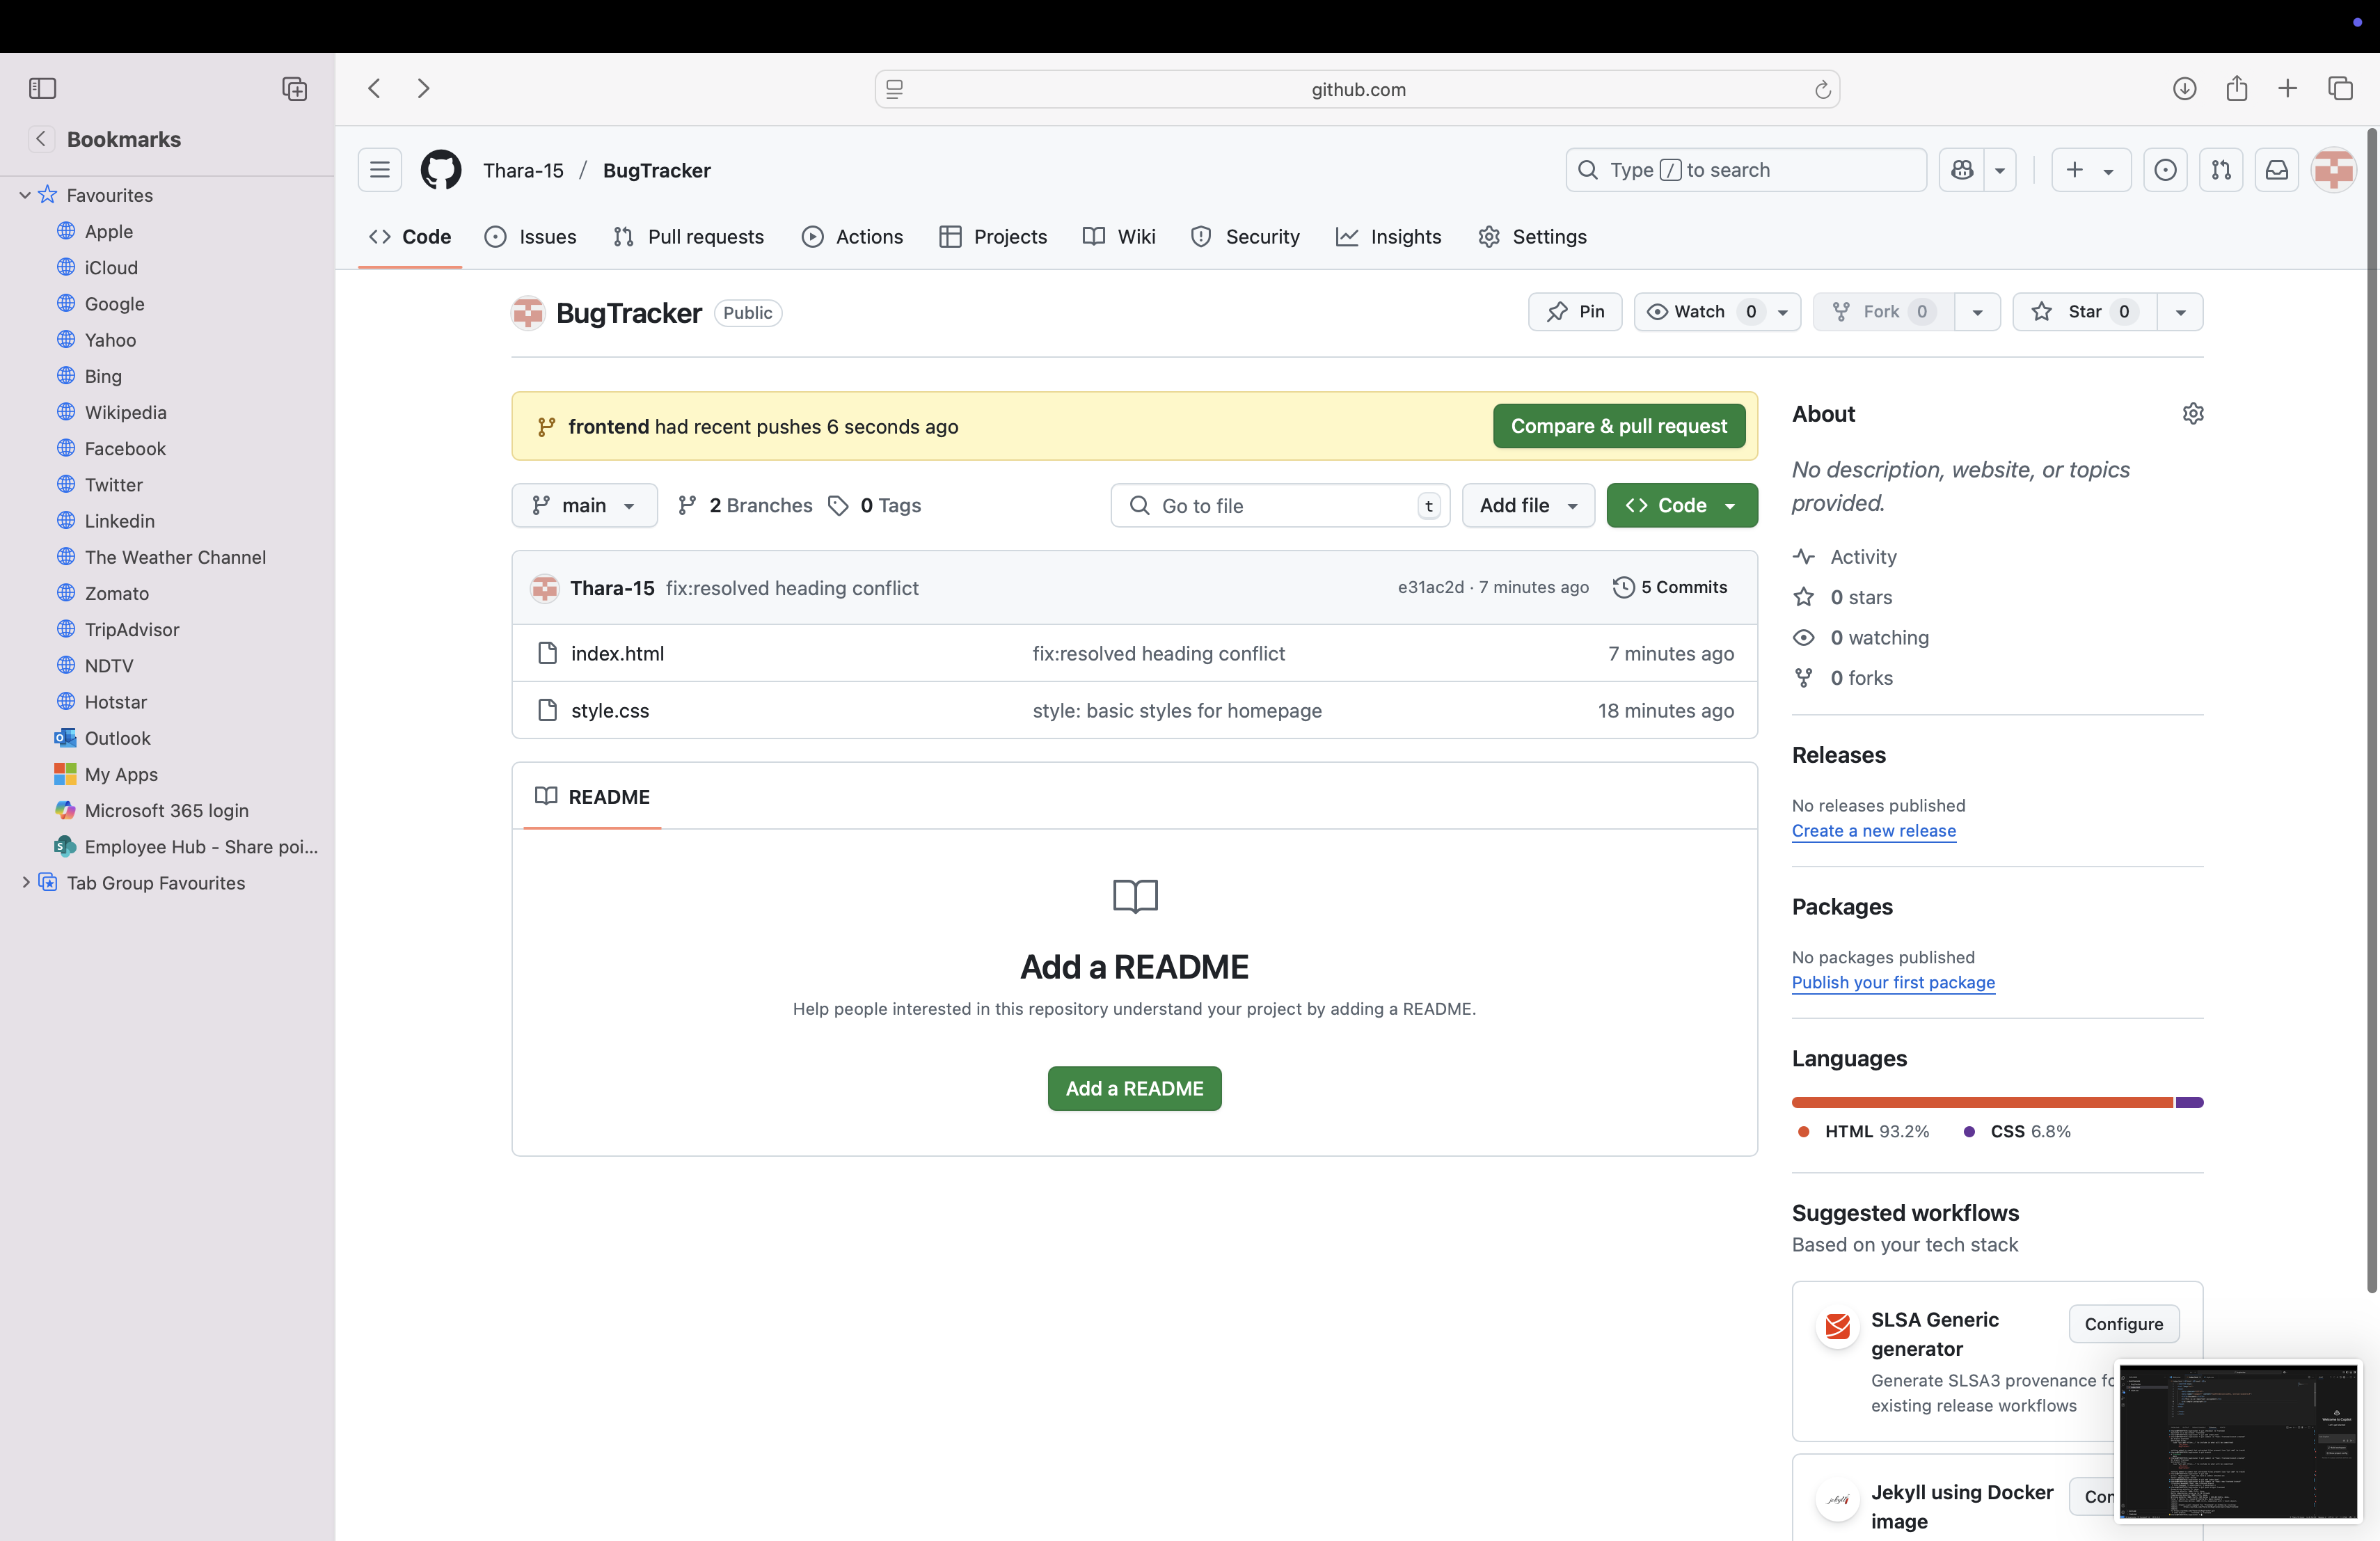 github.com
Bookmarks
Favourites
Apple
iCloud
Google
Yahoo
Bing
Wikipedia
Facebook
Twitter
Linkedin
The Weather Channel
Zomato
TripAdvisor
NDTV
Hotstar
Outlook
My Apps
Microsoft 365 login
Employee Hub - Share poi...
Tab Group Favourites
Thara-15 / BugTracker
Type / to search
Code Issues Pull requests Actions Projects Wiki Security Insights Settings
BugTracker Public
Pin Watch 0 Fork 0 Star 0
frontend had recent pushes 6 seconds ago
Compare & pull request
main 2 Branches 0 Tags
Go to file t Add file Code
Thara-15 fix:resolved heading conflict e31ac2d · 7 minutes ago 5 Commits
index.html fix:resolved heading conflict 7 minutes ago
style.css style: basic styles for homepage 18 minutes ago
README
Add a README
Help people interested in this repository understand your project by adding a README.
Add a README
About
No description, website, or topics
provided.
Activity
0 stars
0 watching
0 forks
Releases
No releases published
Create a new release
Packages
No packages published
Publish your first package
Languages
HTML 93.2% CSS 6.8%
Suggested workflows
Based on your tech stack
SLSA Generic
generator
Configure
Generate SLSA3 provenance
existing release workflows
Jekyll using Docker
image